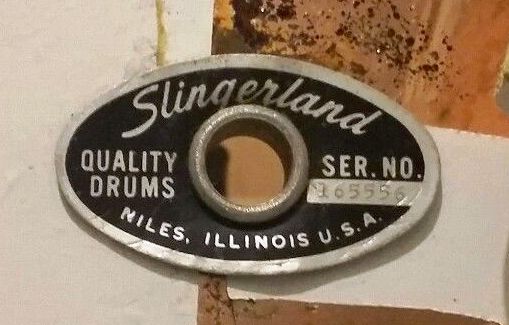 Slingerland
QUALITY
DRUMS
SER. NO.
165556
NILES, ILLINOIS U.S.A.